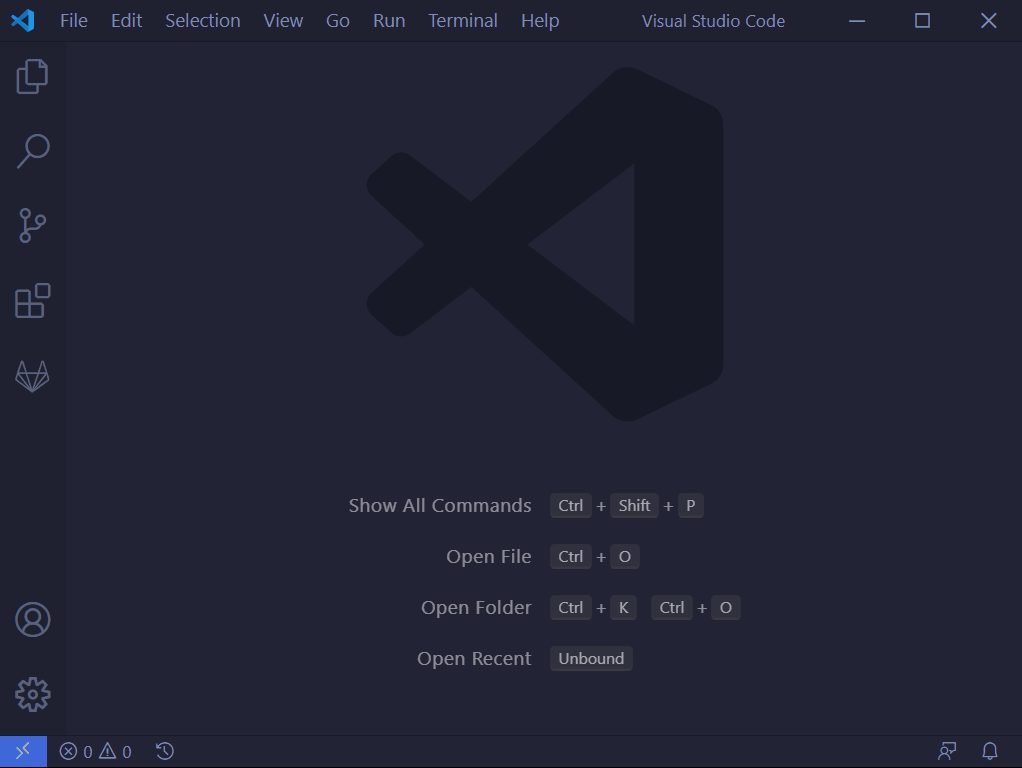 File Edit Selection View Go Run Terminal Help Visual Studio Code
Show All Commands Ctrl + Shift + P
Open File Ctrl + O
Open Folder Ctrl + K Ctrl + O
Open Recent Unbound
0 0